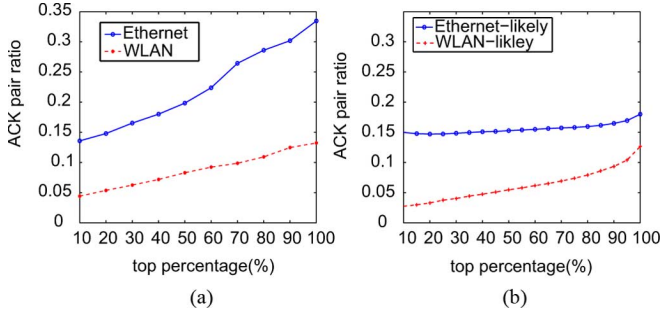 0.35
0.3
0.25
0.2
0.15
0.1
0.05
0
ACK pair ratio
Ethernet
WLAN
10 20 30 40 50 60 70 80 90 100
top percentage(%)
(a)
0.35
0.3
0.25
0.2
0.15
0.1
0.05
0
ACK pair ratio
Ethernet-likely
WLAN-likley
10 20 30 40 50 60 70 80 90 100
top percentage(%)
(b)